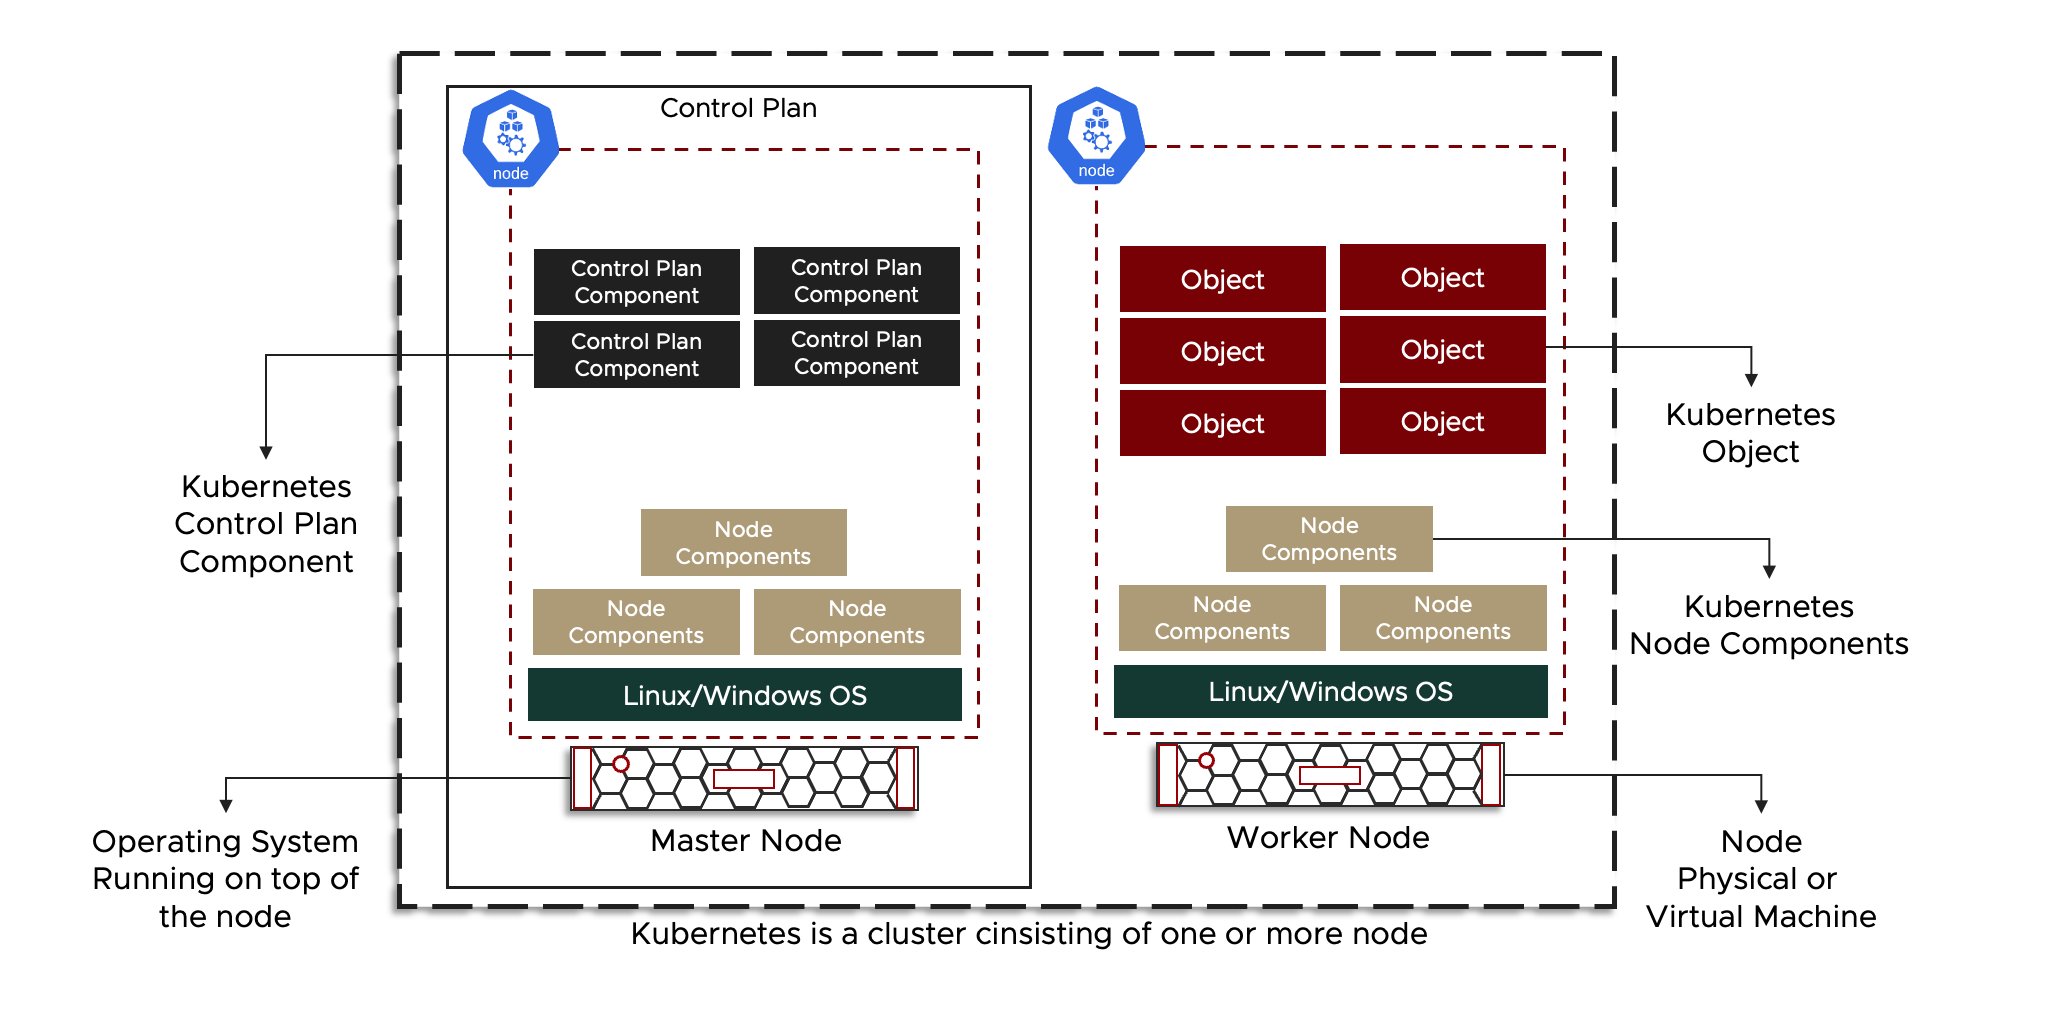 Control Plan
node
node
Control Plan
Component
Control Plan
Component
Control Plan
Component
Control Plan
Component
Object
Object
Object
Object
Object
Object
Kubernetes
Object
Kubernetes
Control Plan
Component
Node
Components
Node
Components
Node
Components
Node
Components
Node
Components
Node
Components
Kubernetes
Node Components
Linux/Windows OS
Linux/Windows OS
Master Node
Worker Node
Operating System
Running on top of
the node
Node
Physical or
Virtual Machine
Kubernetes is a cluster cinsisting of one or more node